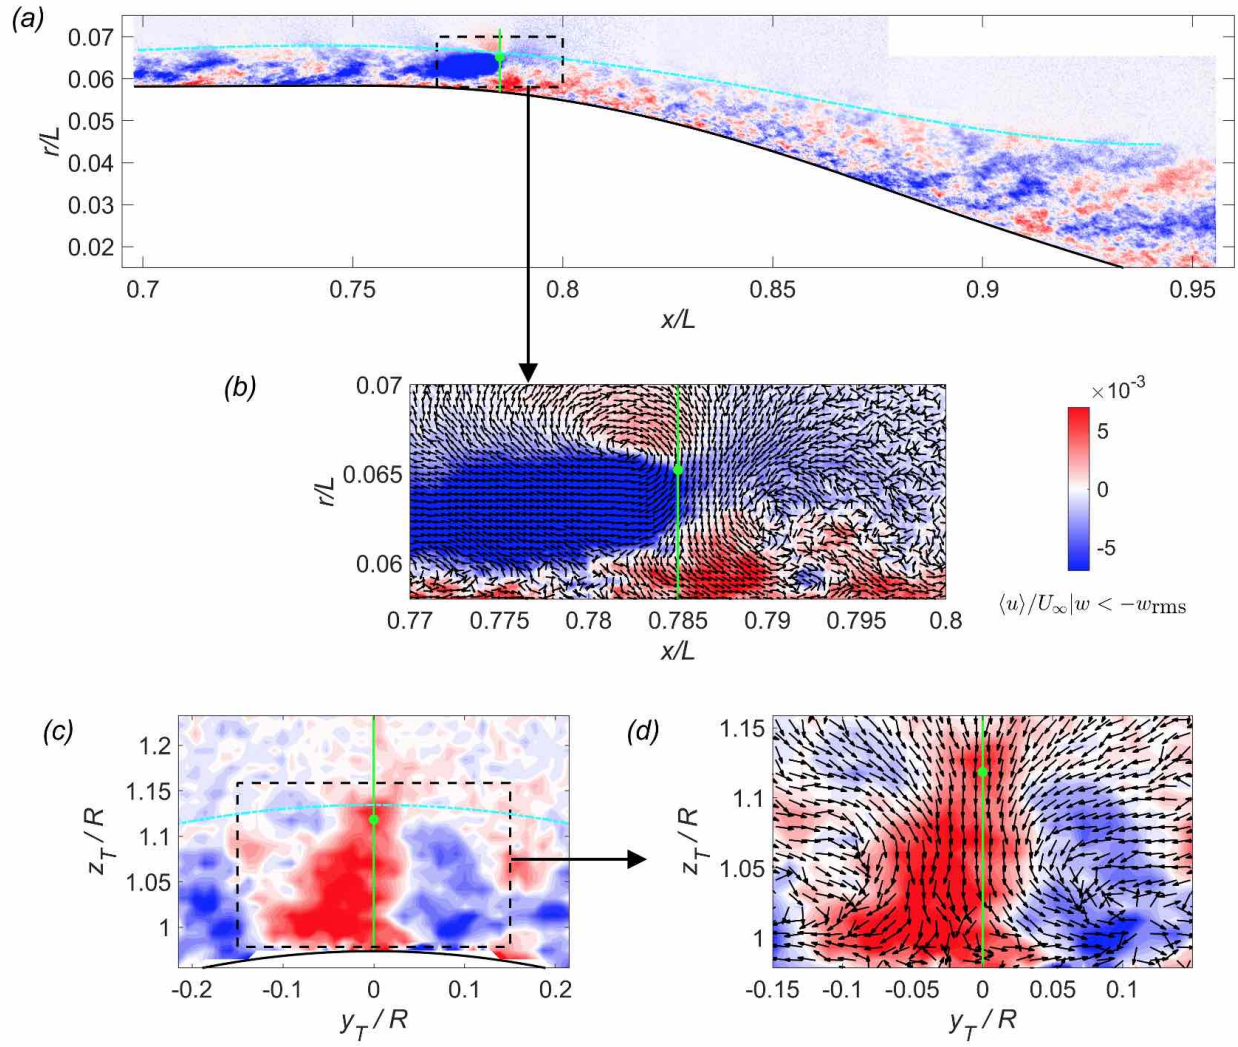 (a)
0.07
0.06
0.05
0.04
0.03
0.02
r/L
0.7 0.75 0.8 0.85 0.9 0.95
x/L
(b)
0.07
0.065
0.06
r/L
0.77 0.775 0.78 0.785 0.79 0.795 0.8
x/L
×10⁻³
5
0
-5
⟨u⟩/U∞|w < −wrms
(c)
1.2
1.15
1.1
1.05
1
z_T / R
-0.2 -0.1 0 0.1 0.2
y_T / R
(d)
1.15
1.1
1.05
1
z_T / R
-0.15 -0.1 -0.05 0 0.05 0.1
y_T / R